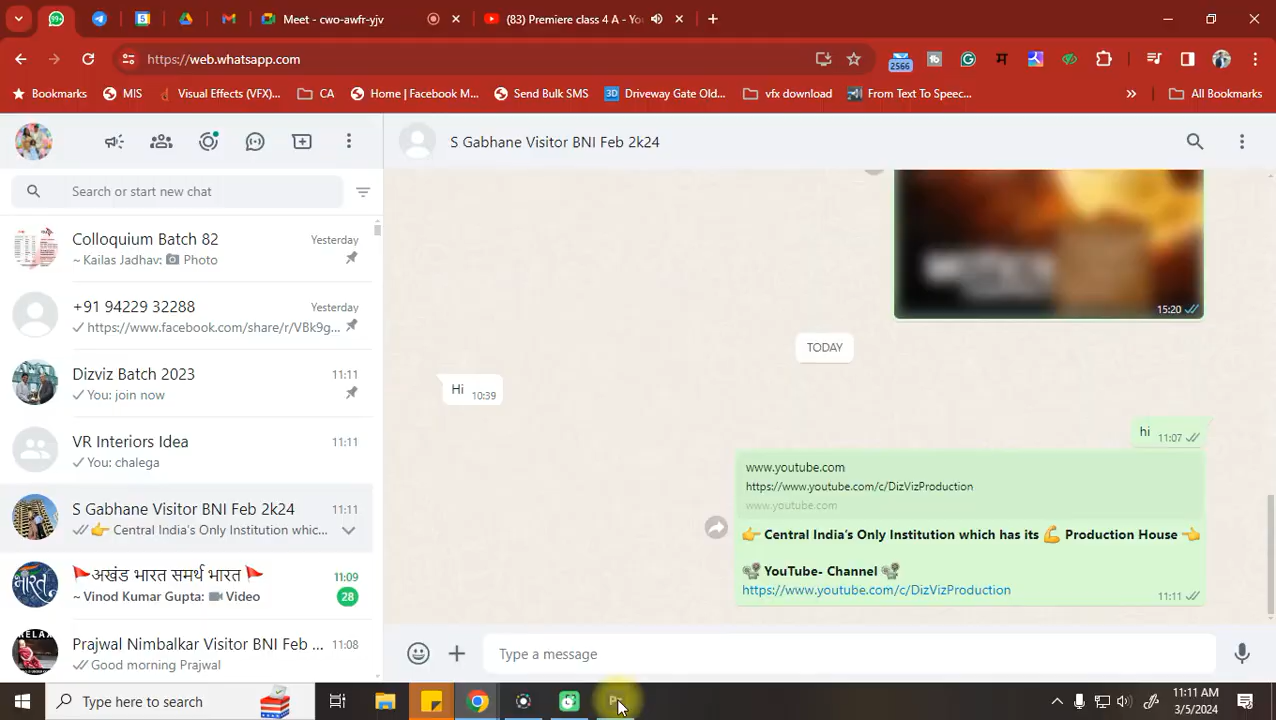 Meet - cwo-awfr-yjv
(83) Premiere class 4 A - Yo
https://web.whatsapp.com
2566
Bookmarks
MIS
Visual Effects (VFX)...
CA
Home | Facebook M...
Send Bulk SMS
Driveway Gate Old...
vfx download
From Text To Speec...
All Bookmarks
S Gabhane Visitor BNI Feb 2k24
Search or start new chat
Colloquium Batch 82
Yesterday
~ Kailas Jadhav: Photo
+91 94229 32288
Yesterday
https://www.facebook.com/share/r/VBk9g...
Dizviz Batch 2023
11:11
You: join now
VR Interiors Idea
11:11
You: chalega
S Gabhane Visitor BNI Feb 2k24
11:11
👉 Central India's Only Institution whic...
🚩अखंड भारत समर्थ भारत🚩
11:09
~ Vinod Kumar Gupta: Video
28
Prajwal Nimbalkar Visitor BNI Feb ...
11:08
Good morning Prajwal
15:20
TODAY
Hi
10:39
hi
11:07
www.youtube.com
https://www.youtube.com/c/DizVizProduction
www.youtube.com
👉 Central India's Only Institution which has its 💪 Production House 👈
📽 YouTube- Channel 📽
https://www.youtube.com/c/DizVizProduction
11:11
Type a message
Type here to search
11:11 AM
3/5/2024